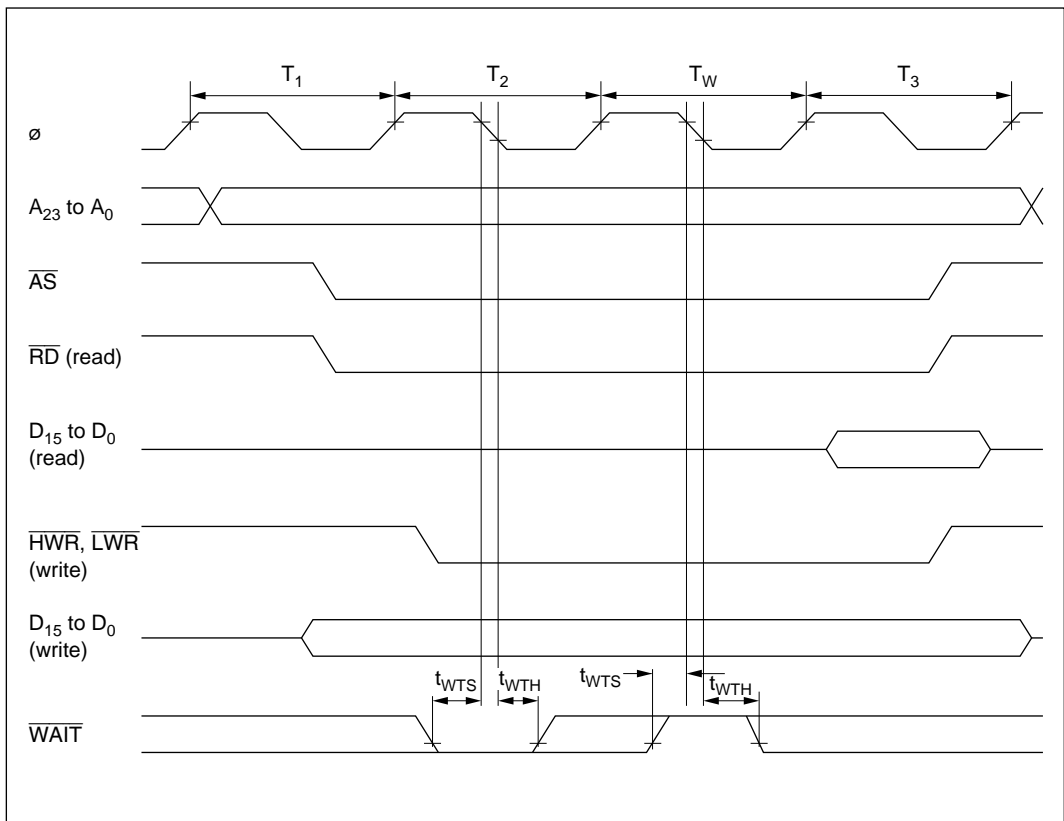 T1 T2 TW T3
ø
A23 to A0
AS
RD (read)
D15 to D0
(read)
HWR, LWR
(write)
D15 to D0
(write)
tWTS tWTH tWTS tWTH
WAIT